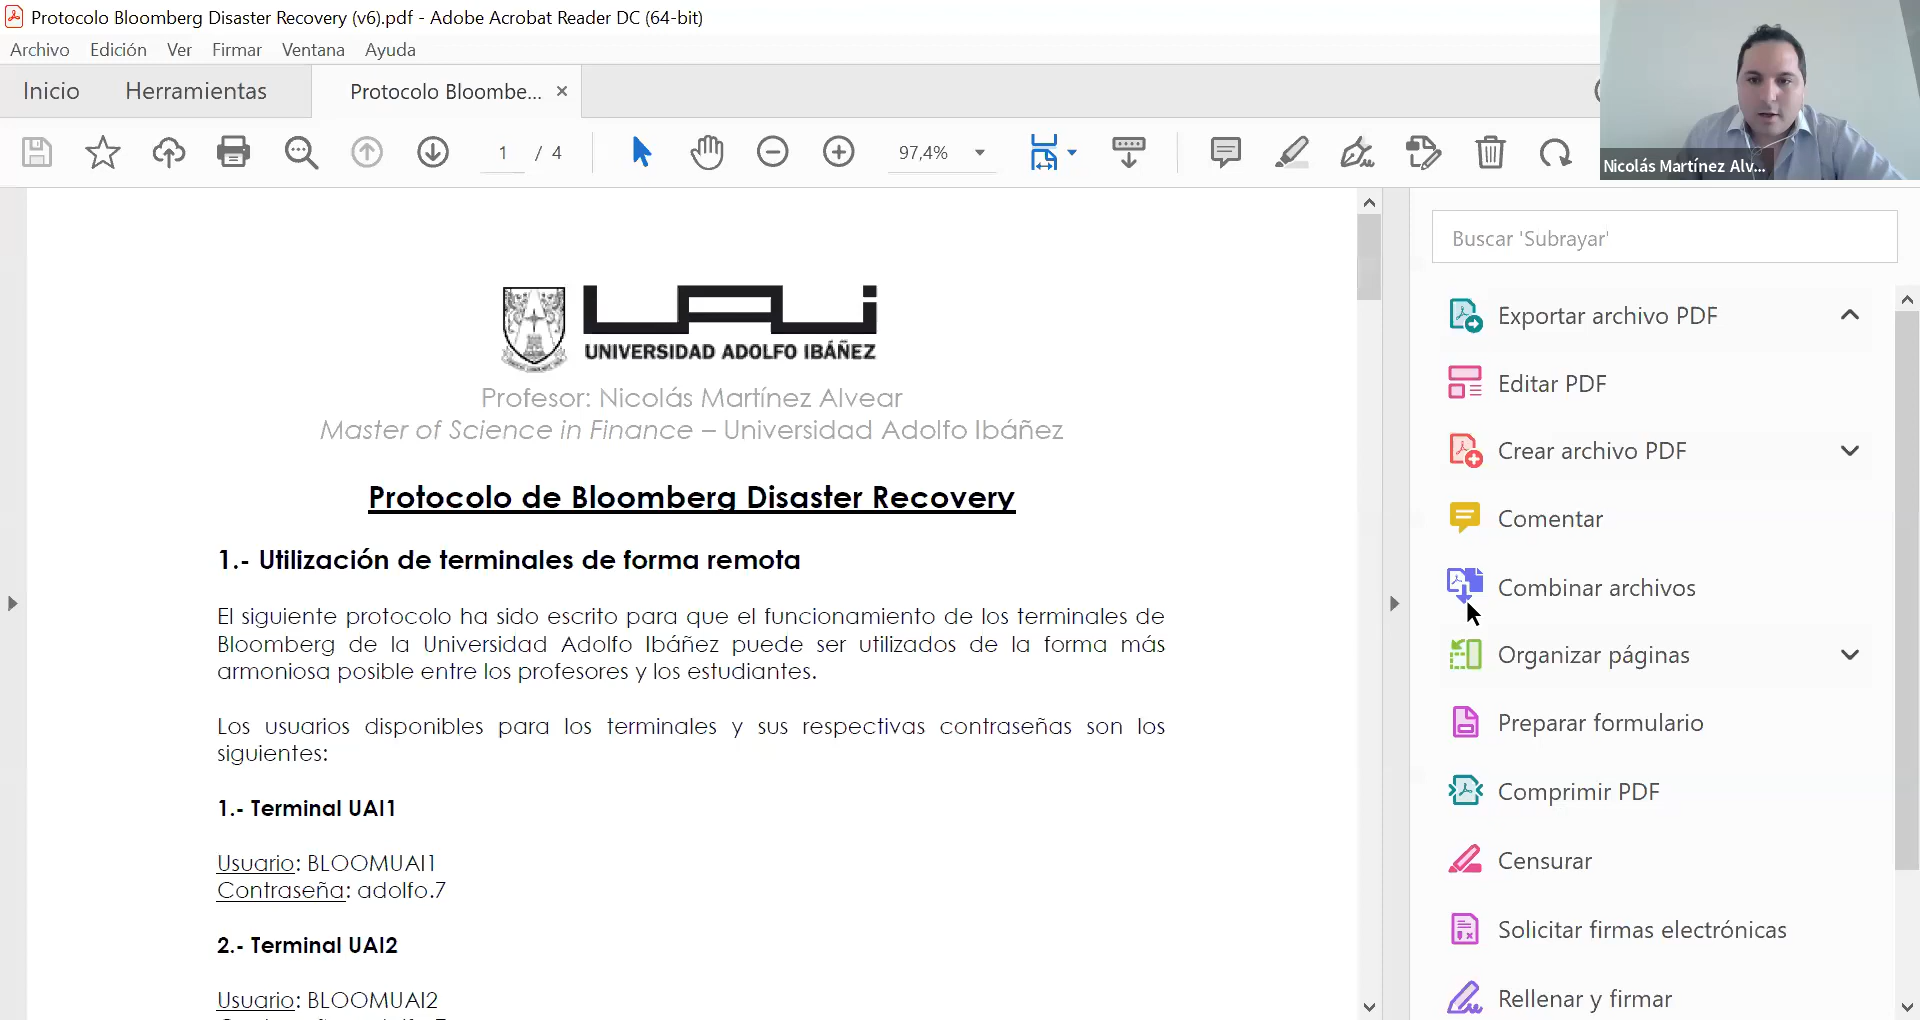 Protocolo Bloomberg Disaster Recovery (v6).pdf - Adobe Acrobat Reader DC (64-bit)
Archivo Edición Ver Firmar Ventana Ayuda
Inicio Herramientas Protocolo Bloombe... ×
1 / 4 97,4%
Nicolás Martínez Alv...
Buscar 'Subrayar'
UAI
UNIVERSIDAD ADOLFO IBÁÑEZ
Profesor: Nicolás Martínez Alvear
Master of Science in Finance – Universidad Adolfo Ibáñez
Protocolo de Bloomberg Disaster Recovery
1.- Utilización de terminales de forma remota
El siguiente protocolo ha sido escrito para que el funcionamiento de los terminales de
Bloomberg de la Universidad Adolfo Ibáñez puede ser utilizados de la forma más
armoniosa posible entre los profesores y los estudiantes.
Los usuarios disponibles para los terminales y sus respectivas contraseñas son los
siguientes:
1.- Terminal UAI1
Usuario: BLOOMUAI1
Contraseña: adolfo.7
2.- Terminal UAI2
Usuario: BLOOMUAI2
Exportar archivo PDF
Editar PDF
Crear archivo PDF
Comentar
Combinar archivos
Organizar páginas
Preparar formulario
Comprimir PDF
Censurar
Solicitar firmas electrónicas
Rellenar y firmar